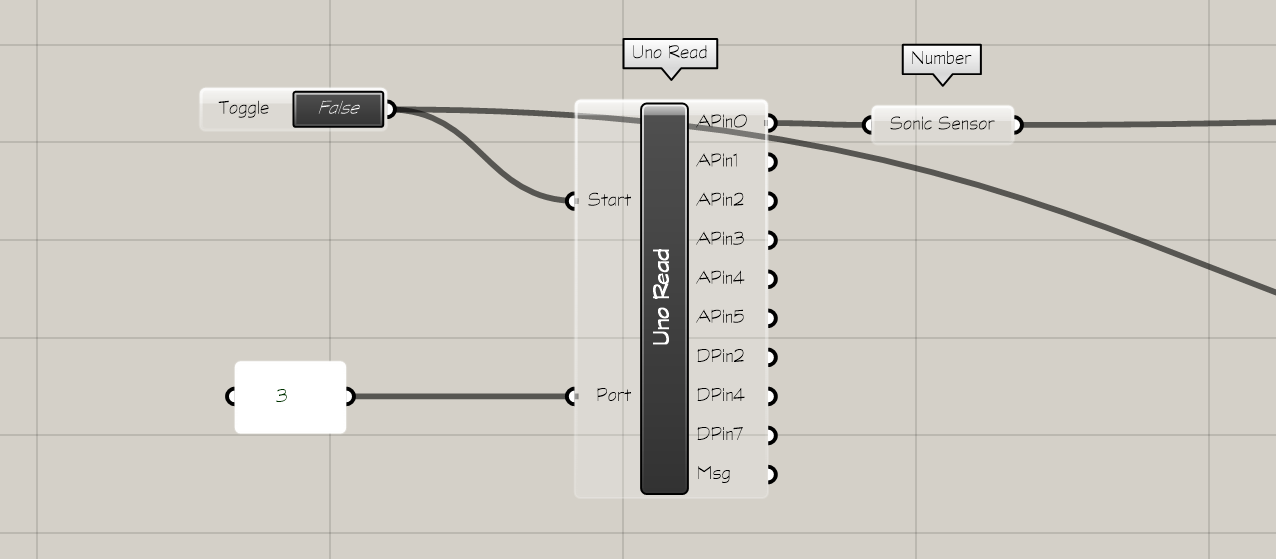 Uno Read
Number
Toggle
False
APin0
Sonic Sensor
APin1
Start
APin2
APin3
APin4
Uno Read
APin5
DPin2
3
Port
DPin4
DPin7
Msg